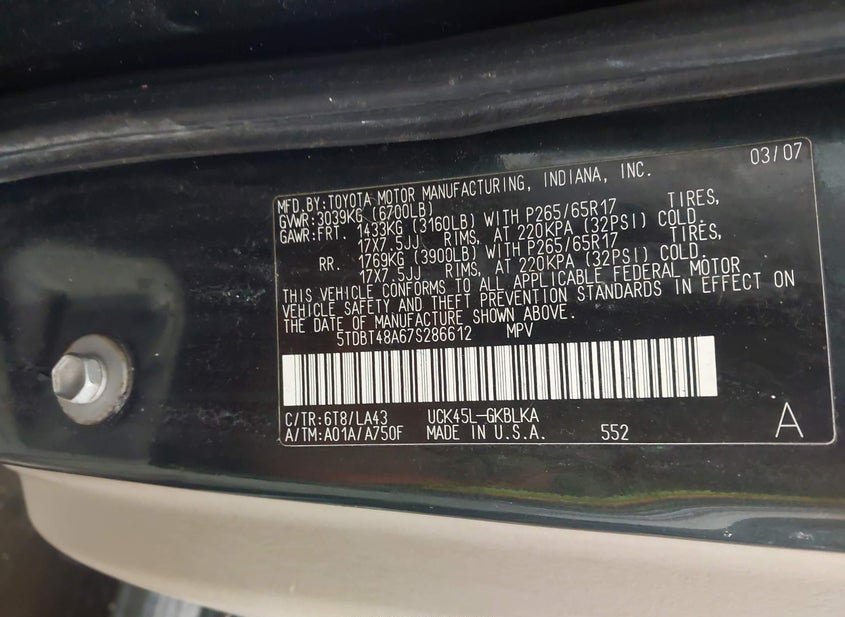 03/07
MFD.BY:TOYOTA MOTOR MANUFACTURING, INDIANA, INC.
GVWR:3039KG (6700LB)
GAWR:FRT. 1433KG (3160LB) WITH P265/65R17 TIRES,
17X7.5JJ RIMS, AT 220KPA (32PSI) COLD.
RR. 1769KG (3900LB) WITH P265/65R17 TIRES,
17X7.5JJ RIMS, AT 220KPA (32PSI) COLD.
THIS VEHICLE CONFORMS TO ALL APPLICABLE FEDERAL MOTOR
VEHICLE SAFETY AND THEFT PREVENTION STANDARDS IN EFFECT ON
THE DATE OF MANUFACTURE SHOWN ABOVE.
5TDBT48A67S286612 MPV
C/TR:6T8/LA43 UCK45L-GKBLKA
A/TM:A01A/A750F MADE IN U.S.A. 552 A